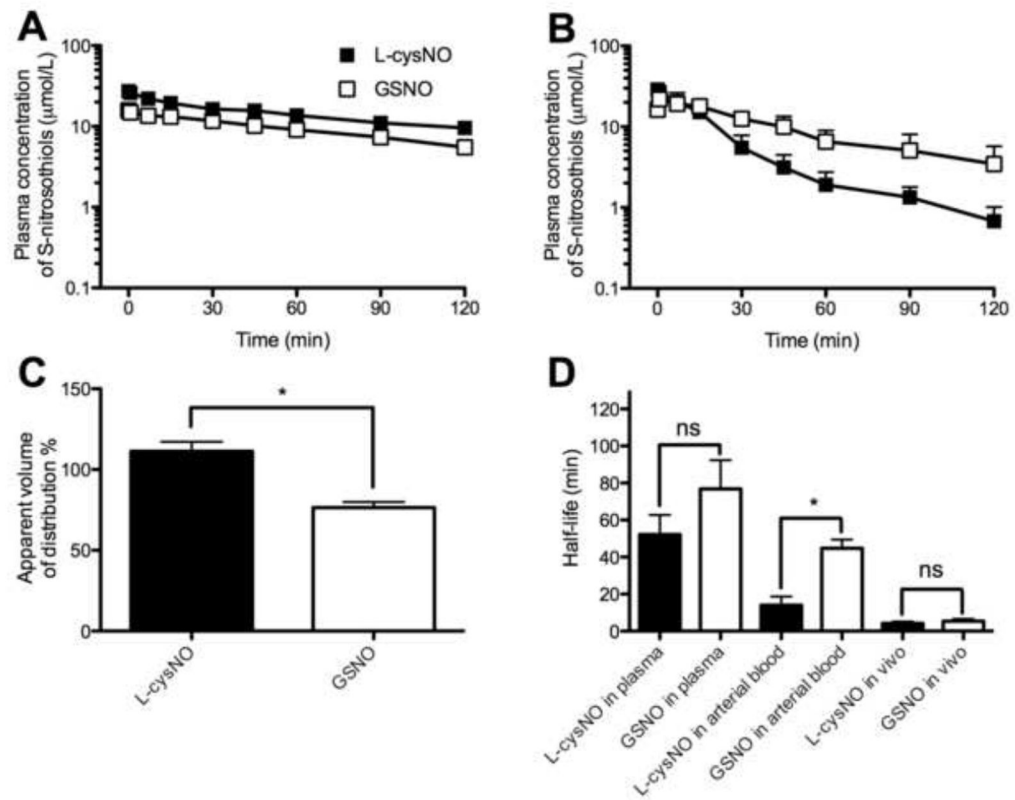 A
Plasma concentration
of S-nitrosothiols (μmol/L)
100
10
1
0.1
0
30
60
90
120
Time (min)
L-cysNO
GSNO
B
Plasma concentration
of S-nitrosothiols (μmol/L)
100
10
1
0.1
0
30
60
90
120
Time (min)
C
Apparent volume
of distribution %
150
100
50
0
*
L-cysNO
GSNO
D
Half-life (min)
120
100
80
60
40
20
0
ns
*
ns
L-cysNO in plasma
GSNO in plasma
L-cysNO in arterial blood
GSNO in arterial blood
L-cysNO in vivo
GSNO in vivo